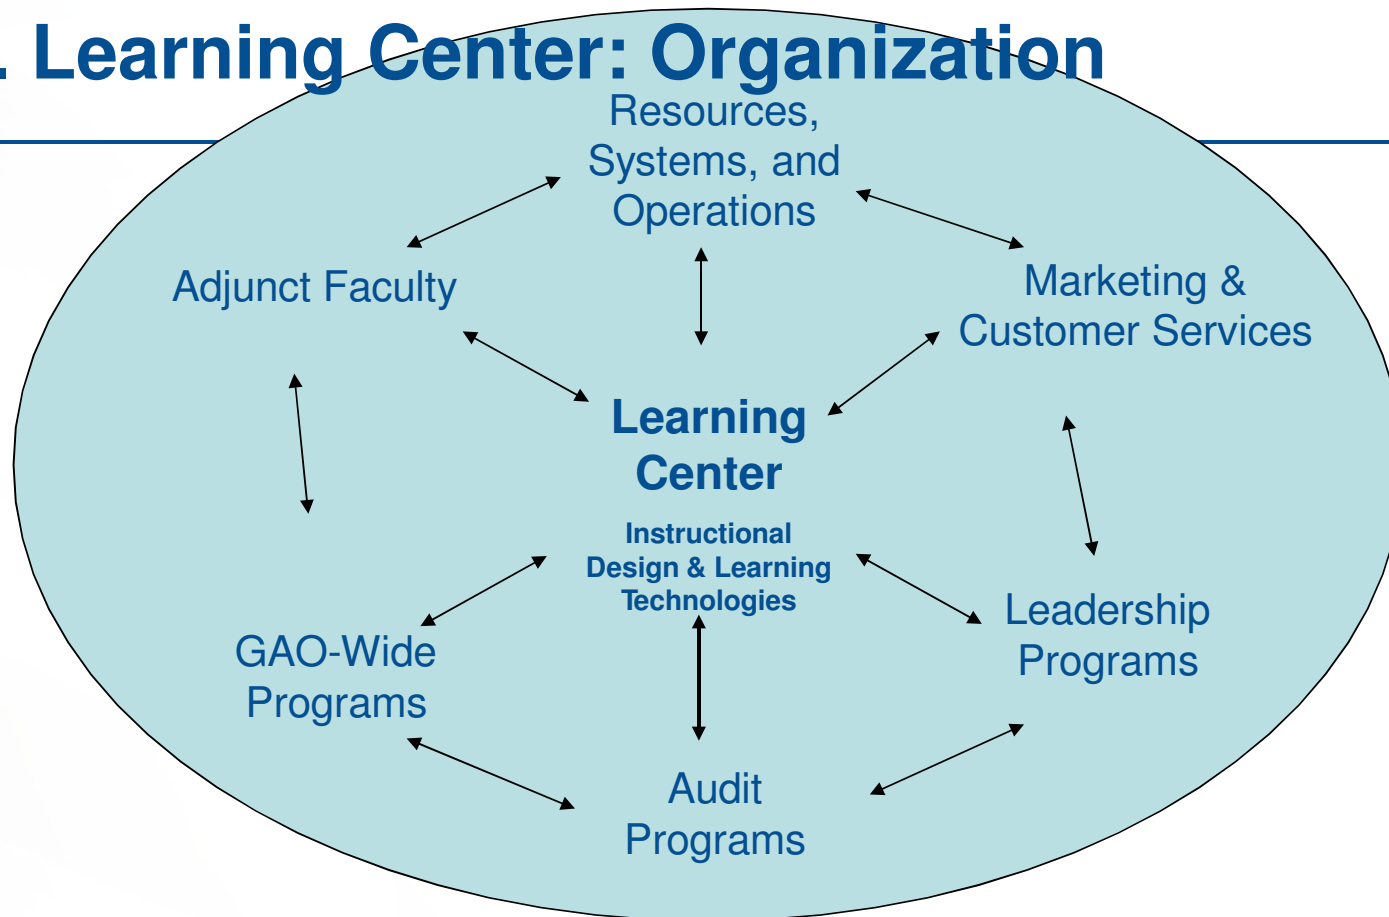 . Learning Center: Organization
Resources,
Systems, and
Operations
Adjunct Faculty
Marketing &
Customer Services
Learning
Center
Instructional
Design & Learning
Technologies
GAO-Wide
Programs
Leadership
Programs
Audit
Programs